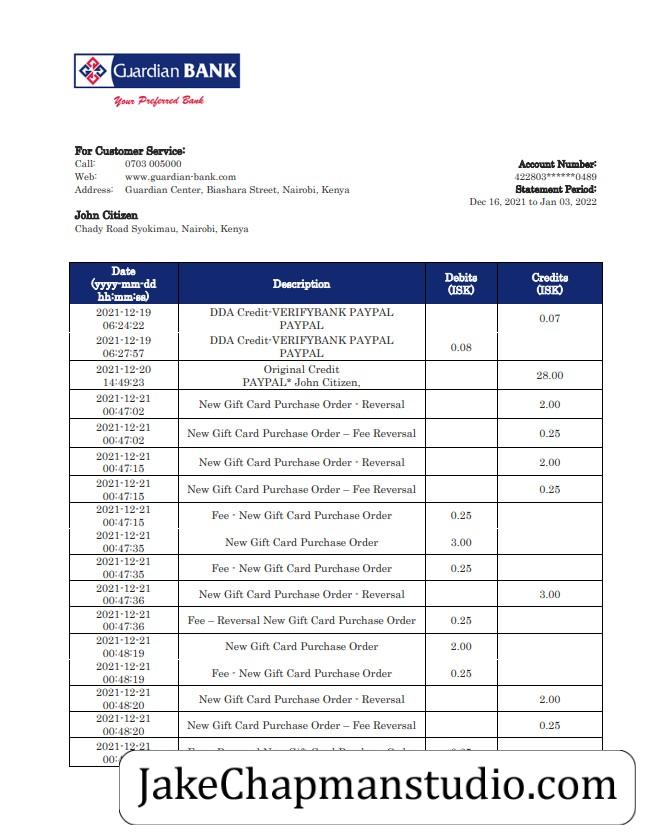 Guardian BANK
Your Preferred Bank
For Customer Service:
Call: 0703 005000
Web: www.guardian-bank.com
Address: Guardian Center, Biashara Street, Nairobi, Kenya
Account Number:
422803******0489
Statement Period:
Dec 16, 2021 to Jan 03, 2022
John Citizen
Chady Road Syokimau, Nairobi, Kenya
Date
(yyyy-mm-dd
hh:mm:ss)
Description
Debits
(ISK)
Credits
(ISK)
2021-12-19
06:24:22
DDA Credit-VERIFYBANK PAYPAL
PAYPAL
0.07
2021-12-19
06:27:57
DDA Credit-VERIFYBANK PAYPAL
PAYPAL
0.08
2021-12-20
14:49:23
Original Credit
PAYPAL* John Citizen,
28.00
2021-12-21
00:47:02
New Gift Card Purchase Order - Reversal
2.00
2021-12-21
00:47:02
New Gift Card Purchase Order – Fee Reversal
0.25
2021-12-21
00:47:15
New Gift Card Purchase Order - Reversal
2.00
2021-12-21
00:47:15
New Gift Card Purchase Order – Fee Reversal
0.25
2021-12-21
00:47:15
Fee - New Gift Card Purchase Order
0.25
2021-12-21
00:47:35
New Gift Card Purchase Order
3.00
2021-12-21
00:47:35
Fee - New Gift Card Purchase Order
0.25
2021-12-21
00:47:36
New Gift Card Purchase Order - Reversal
3.00
2021-12-21
00:47:36
Fee – Reversal New Gift Card Purchase Order
0.25
2021-12-21
00:48:19
New Gift Card Purchase Order
2.00
2021-12-21
00:48:19
Fee - New Gift Card Purchase Order
0.25
2021-12-21
00:48:20
New Gift Card Purchase Order - Reversal
2.00
2021-12-21
00:48:20
New Gift Card Purchase Order – Fee Reversal
0.25
2021-12-21
JakeChapmanstudio.com